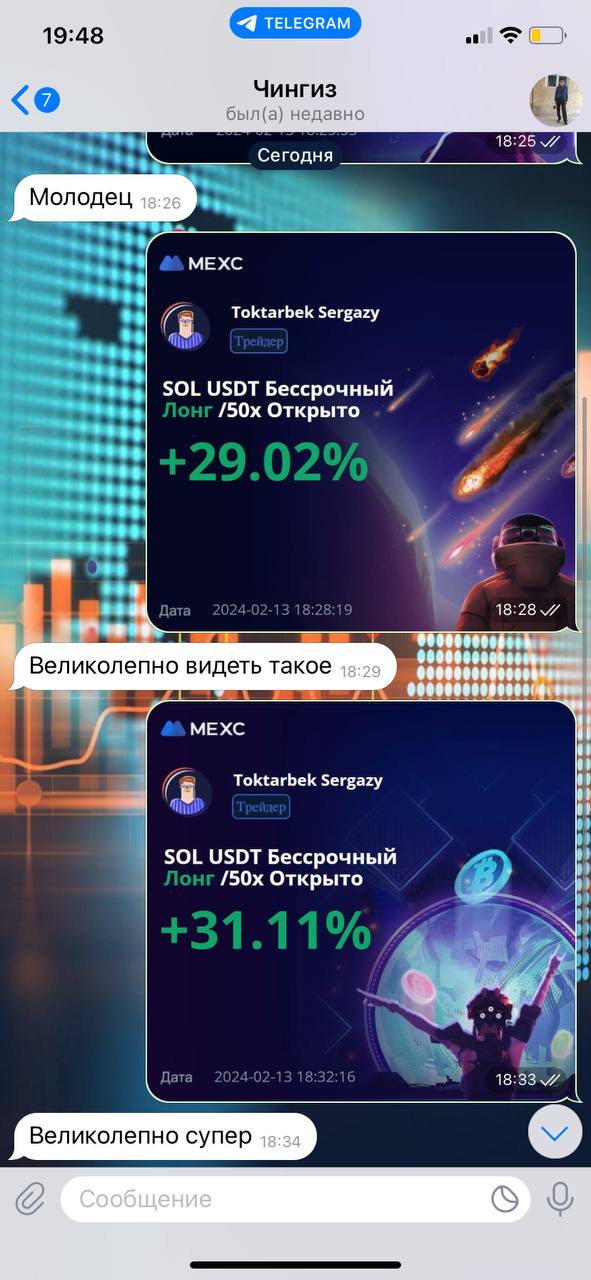 19:48
TELEGRAM
7
Чингиз
был(а) недавно
18:25
Сегодня
Молодец 18:26
MEXC
Toktarbek Sergazy
Трейдер
SOL USDT Бессрочный
Лонг /50x Открыто
+29.02%
Дата 2024-02-13 18:28:19
18:28
Великолепно видеть такое 18:29
MEXC
Toktarbek Sergazy
Трейдер
SOL USDT Бессрочный
Лонг /50x Открыто
+31.11%
Дата 2024-02-13 18:32:16
18:33
Великолепно супер 18:34
Сообщение